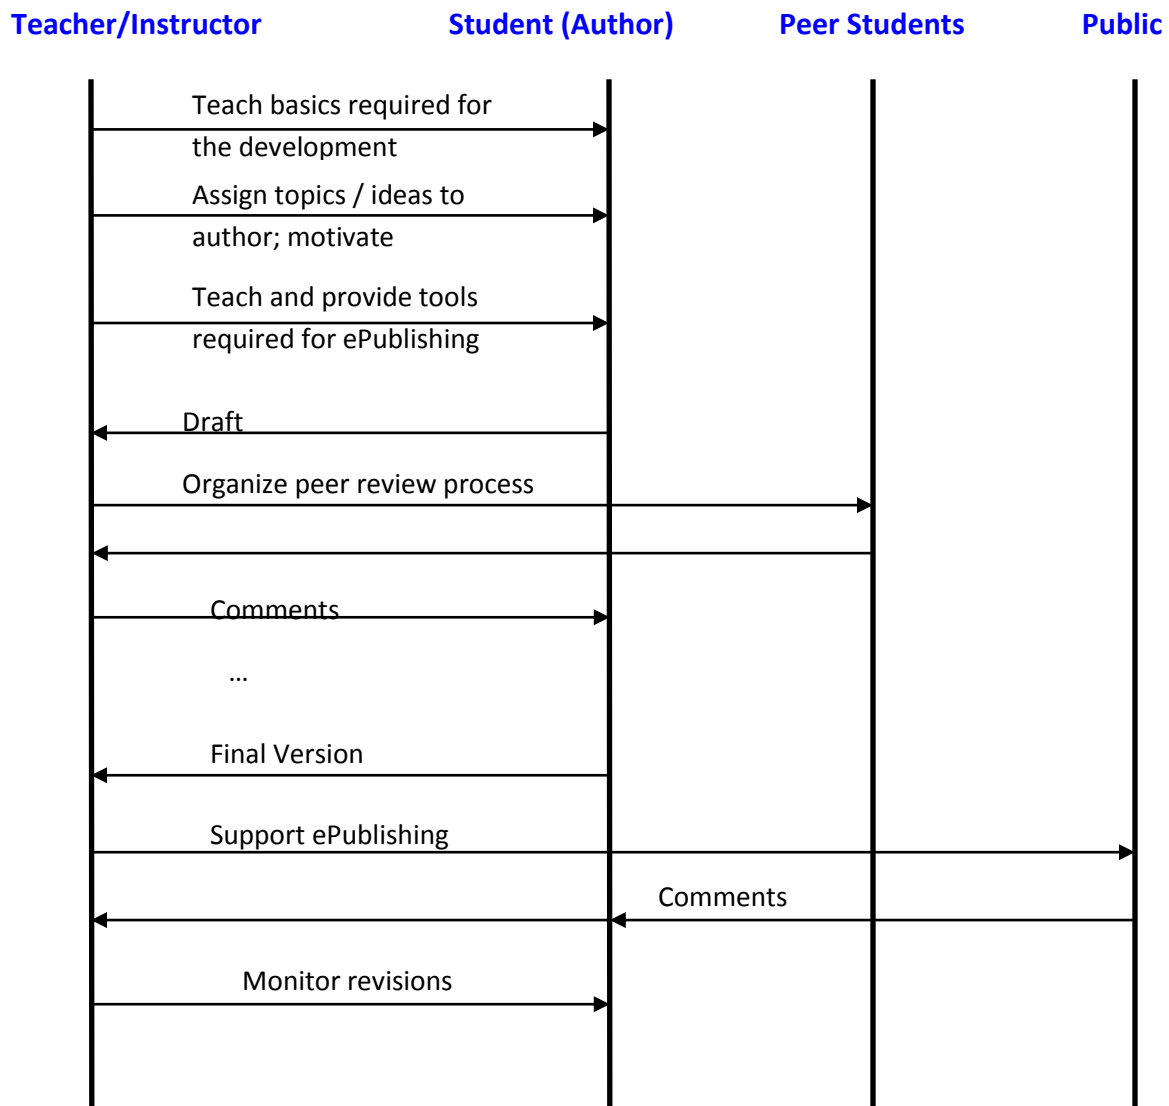 Teacher/Instructor Student (Author) Peer Students Public
Teach basics required for
the development
Assign topics / ideas to
author; motivate
Teach and provide tools
required for ePublishing
Draft
Organize peer review process
Comments
…
Final Version
Support ePublishing
Comments
Monitor revisions